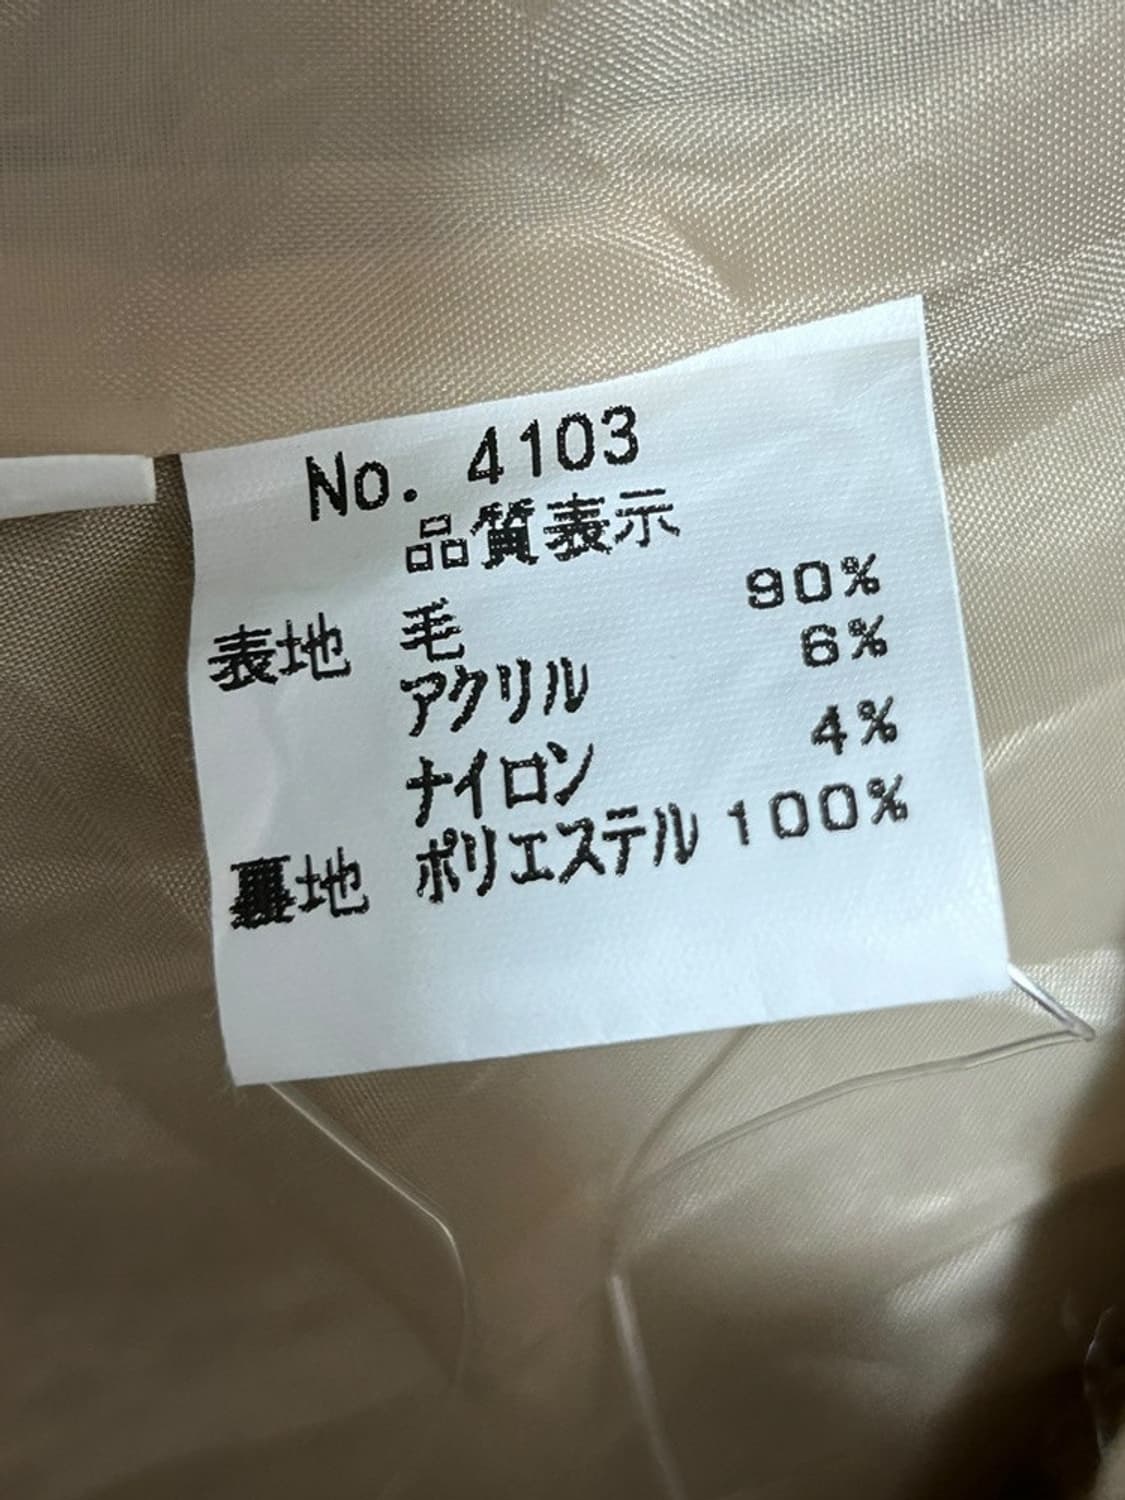 No. 4103
品質表示
表地 毛 90%
アクリル 6%
ナイロン 4%
裏地 ポリエステル 100%